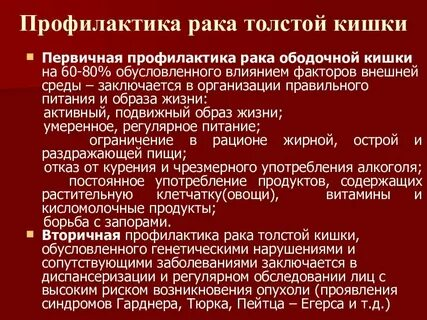 Профилактика рака толстой кишки
Первичная профилактика рака ободочной кишки
на 60-80% обусловленного влиянием факторов внешней
среды – заключается в организации правильного
питания и образа жизни:
активный, подвижный образ жизни;
умеренное, регулярное питание;
ограничение в рационе жирной, острой и
раздражающей пищи;
отказ от курения и чрезмерного употребления алкоголя;
постоянное употребление продуктов, содержащих
растительную клетчатку(овощи), витамины и
кисломолочные продукты;
борьба с запорами.
Вторичная профилактика рака толстой кишки,
обусловленного генетическими нарушениями и
сопутствующими заболеваниями заключается в
диспансеризации и регулярном обследовании лиц с
высоким риском возникновения опухоли (проявления
синдромов Гарднера, Тюрка, Пейтца – Егерса и т.д.)